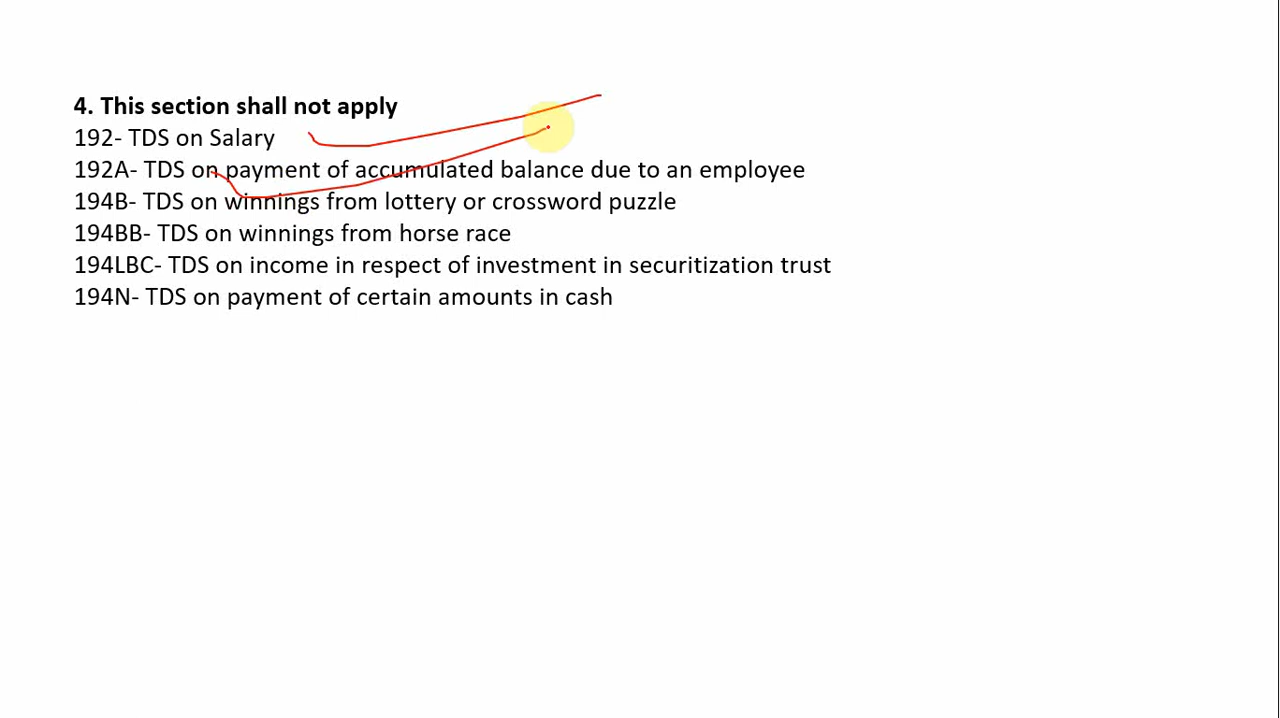 4. This section shall not apply
192- TDS on Salary
192A- TDS on payment of accumulated balance due to an employee
194B- TDS on winnings from lottery or crossword puzzle
194BB- TDS on winnings from horse race
194LBC- TDS on income in respect of investment in securitization trust
194N- TDS on payment of certain amounts in cash